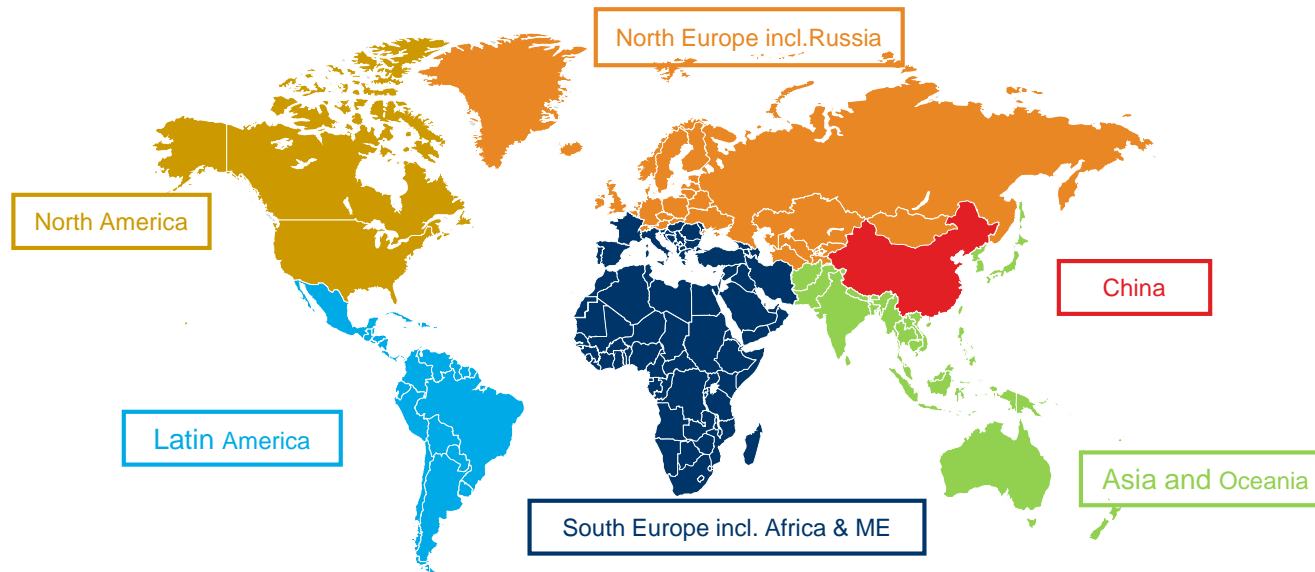 North Europe incl.Russia
North America
China
Latin America
Asia and Oceania
South Europe incl. Africa & ME